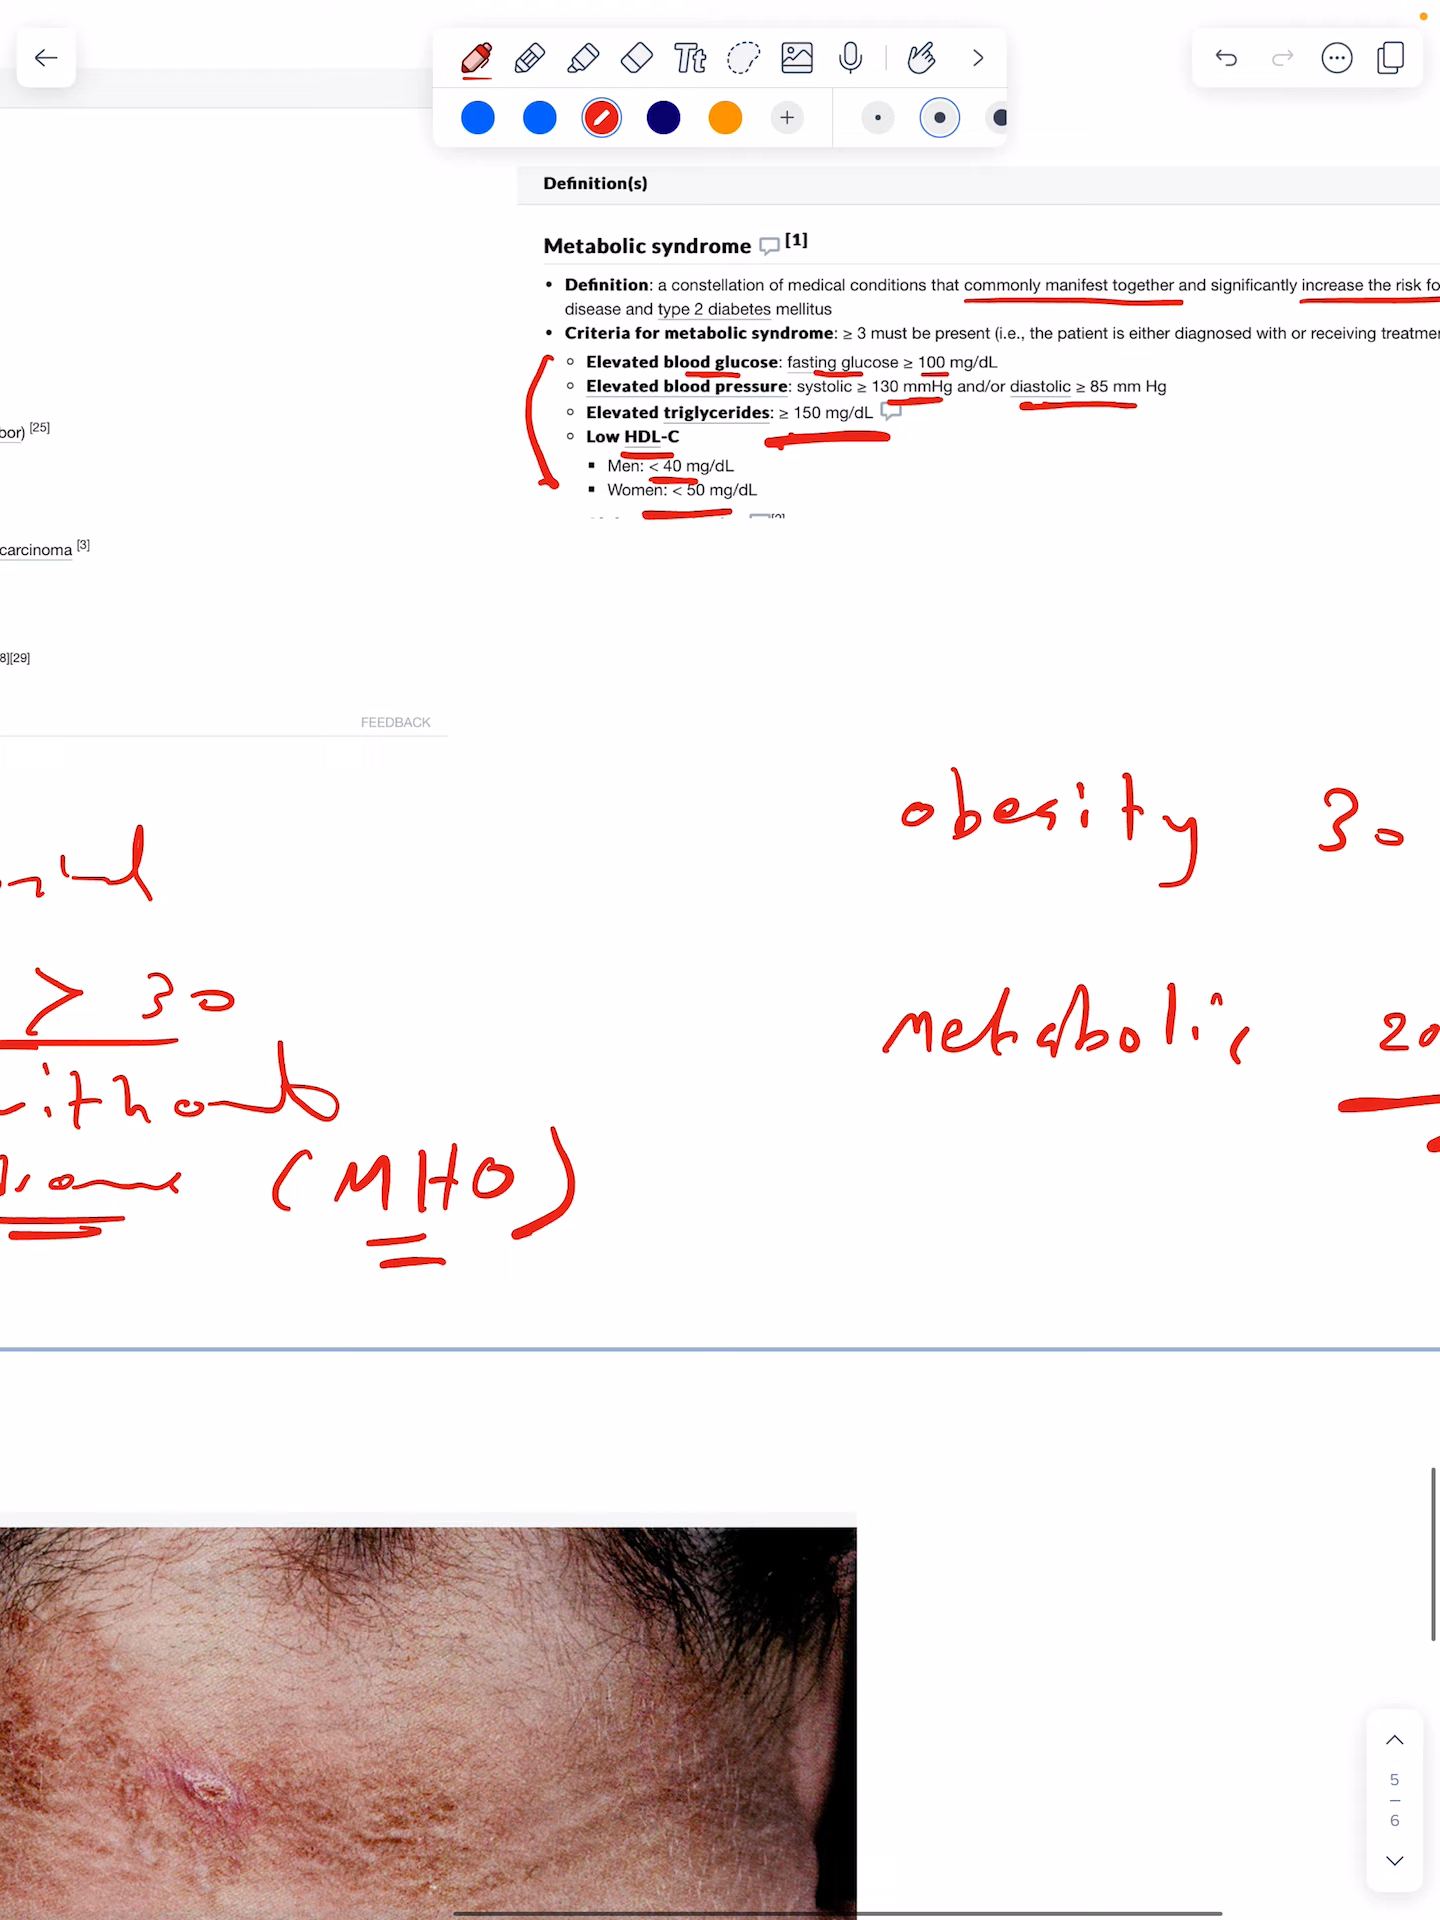 Tt
Definition(s)
Metabolic syndrome [1]
• Definition: a constellation of medical conditions that commonly manifest together and significantly increase the risk fo
disease and type 2 diabetes mellitus
• Criteria for metabolic syndrome: ≥ 3 must be present (i.e., the patient is either diagnosed with or receiving treatmer
Elevated blood glucose: fasting glucose ≥ 100 mg/dL
Elevated blood pressure: systolic ≥ 130 mmHg and/or diastolic ≥ 85 mm Hg
Elevated triglycerides: ≥ 150 mg/dL
Low HDL-C
▪ Men: < 40 mg/dL
▪ Women: < 50 mg/dL
bor) [25]
carcinoma [3]
8][29]
FEEDBACK
obesity 30
> 30
metabolic 20
(MHO)
5
6